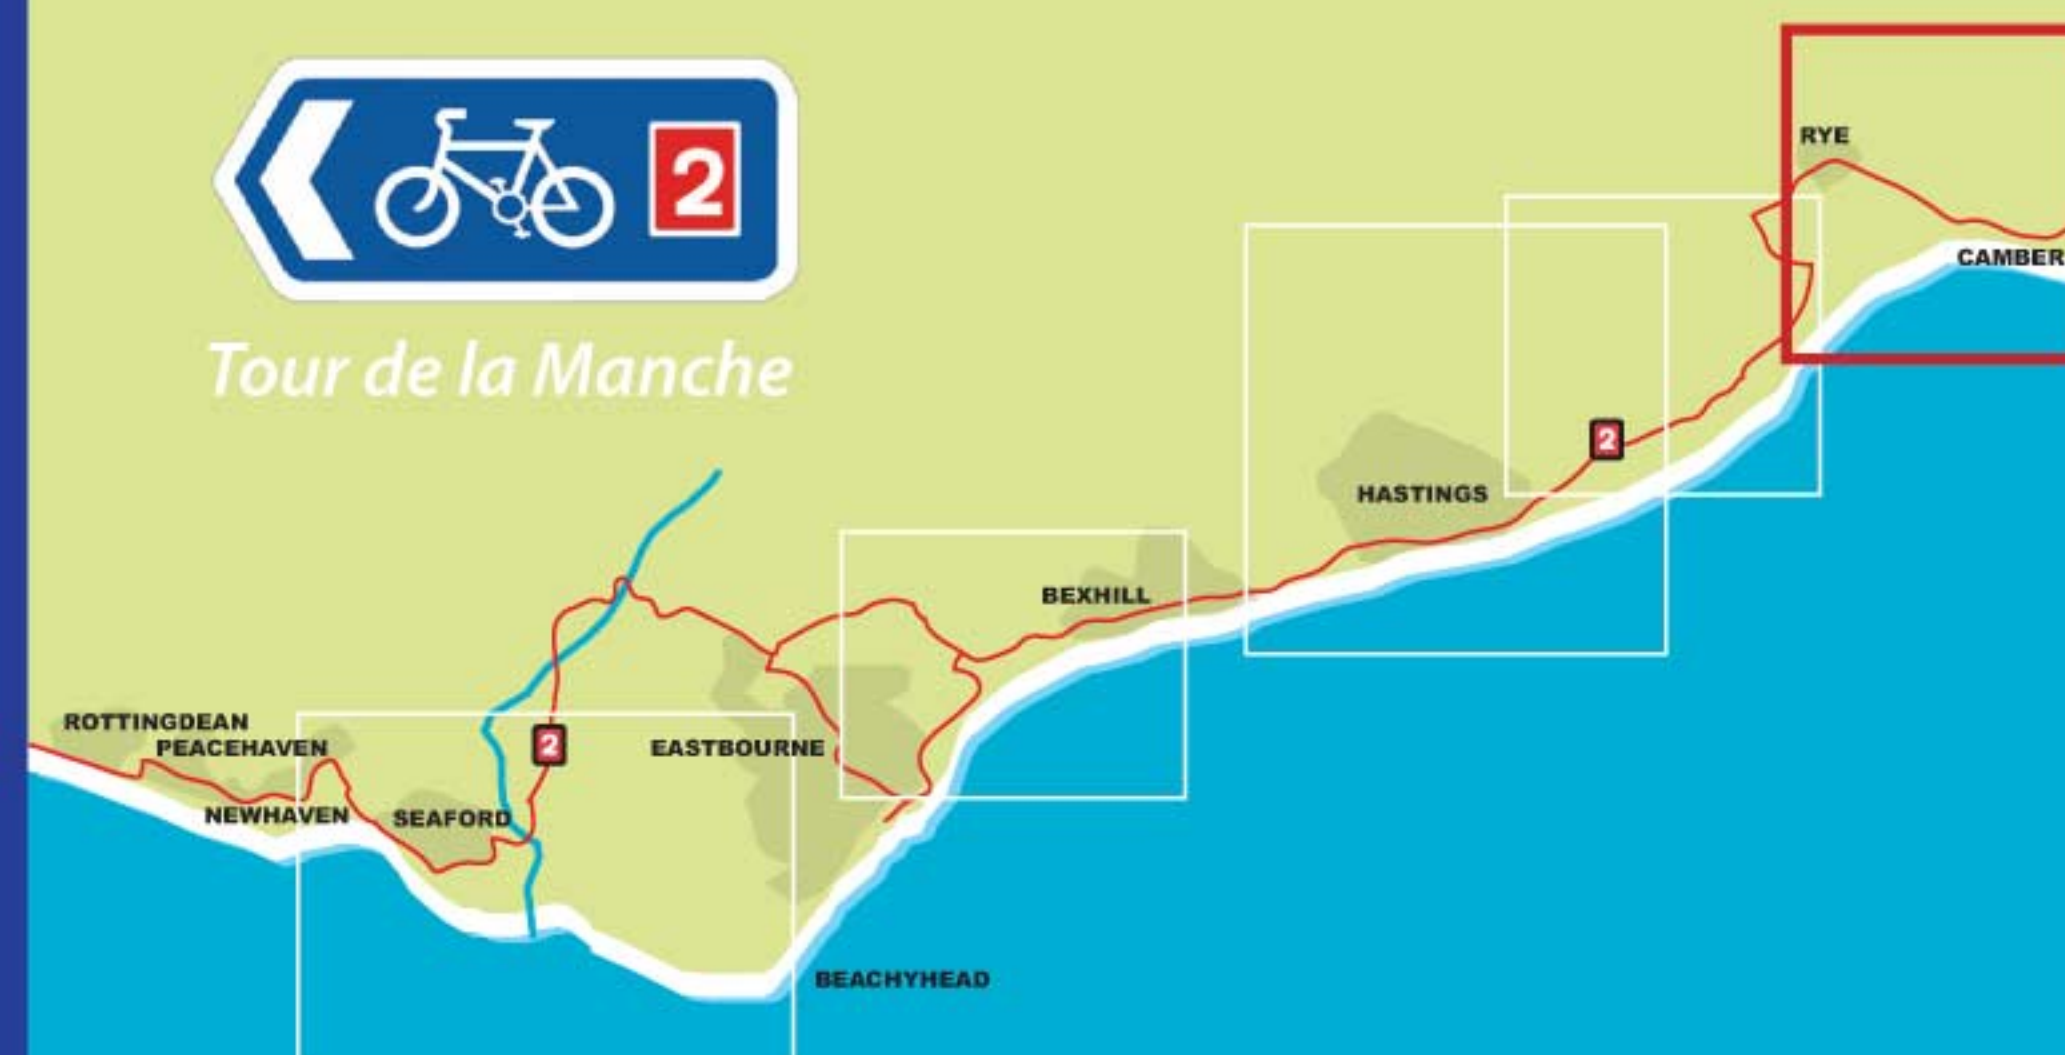 2
Tour de la Manche
RYE
CAMBER
2
HASTINGS
BEXHILL
ROTTINGDEAN
PEACEHAVEN
2
EASTBOURNE
NEWHAVEN
SEAFORD
BEACHYHEAD